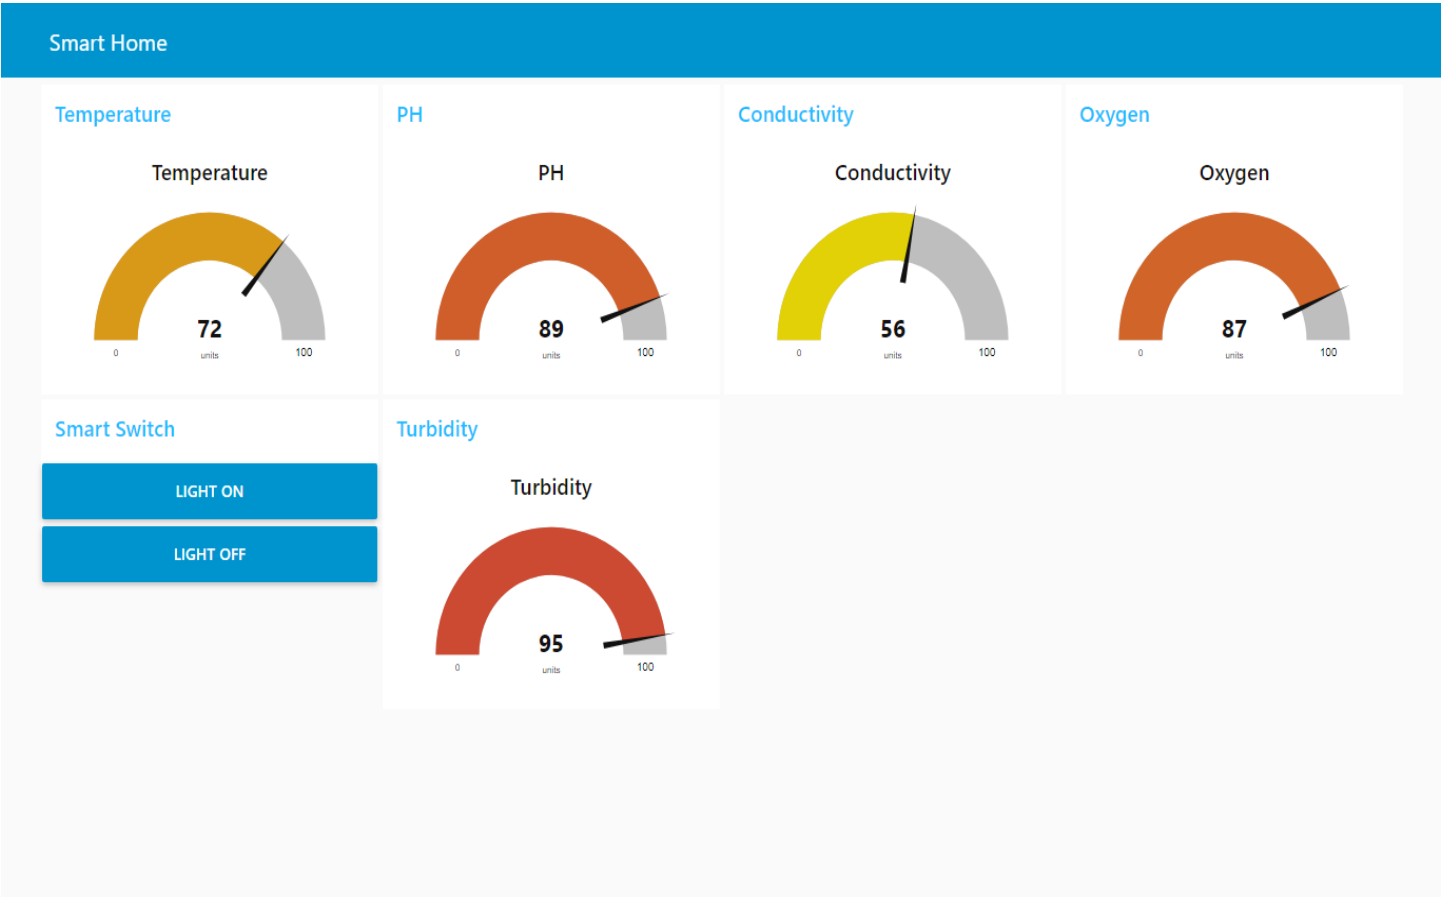 Smart Home
Temperature
Temperature
72
units
0
100
PH
PH
89
units
0
100
Conductivity
Conductivity
56
units
0
100
Oxygen
Oxygen
87
units
0
100
Smart Switch
LIGHT ON
LIGHT OFF
Turbidity
Turbidity
95
units
0
100